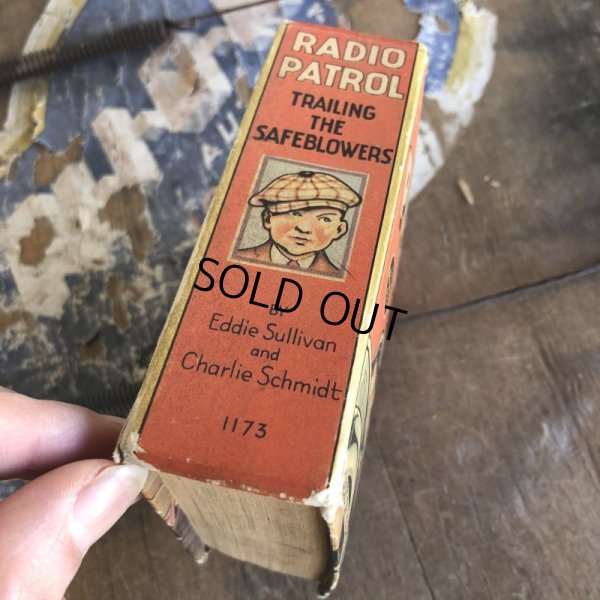 RADIO
PATROL
TRAILING
THE
SAFEBLOWERS
SOLD OUT
BY
Eddie Sullivan
and
Charlie Schmidt
1173